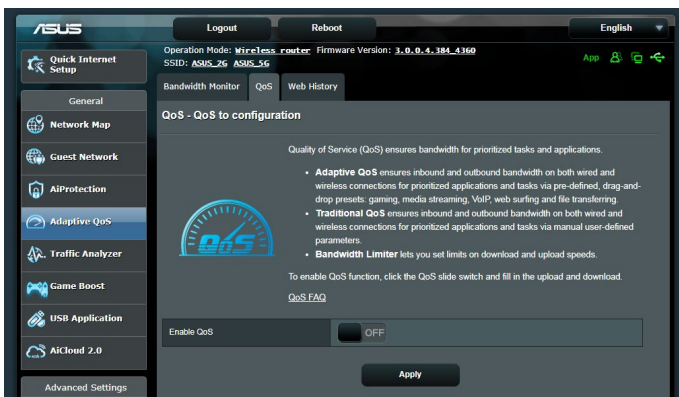 ASUS
Logout
Reboot
English
Quick Internet
Setup
Operation Mode: Wireless router Firmware Version: 3.0.0.4.384_4360
SSID: ASUS_2G ASUS_5G
App
General
Network Map
Guest Network
AiProtection
Adaptive QoS
Traffic Analyzer
Game Boost
USB Application
AiCloud 2.0
Advanced Settings
Bandwidth Monitor
QoS
Web History
QoS - QoS to configuration
QoS
Quality of Service (QoS) ensures bandwidth for prioritized tasks and applications.
• Adaptive QoS ensures inbound and outbound bandwidth on both wired and
wireless connections for prioritized applications and tasks via pre-defined, drag-and-
drop presets: gaming, media streaming, VoIP, web surfing and file transferring.
• Traditional QoS ensures inbound and outbound bandwidth on both wired and
wireless connections for prioritized applications and tasks via manual user-defined
parameters.
• Bandwidth Limiter lets you set limits on download and upload speeds.
To enable QoS function, click the QoS slide switch and fill in the upload and download.
QoS FAQ
Enable QoS
OFF
Apply